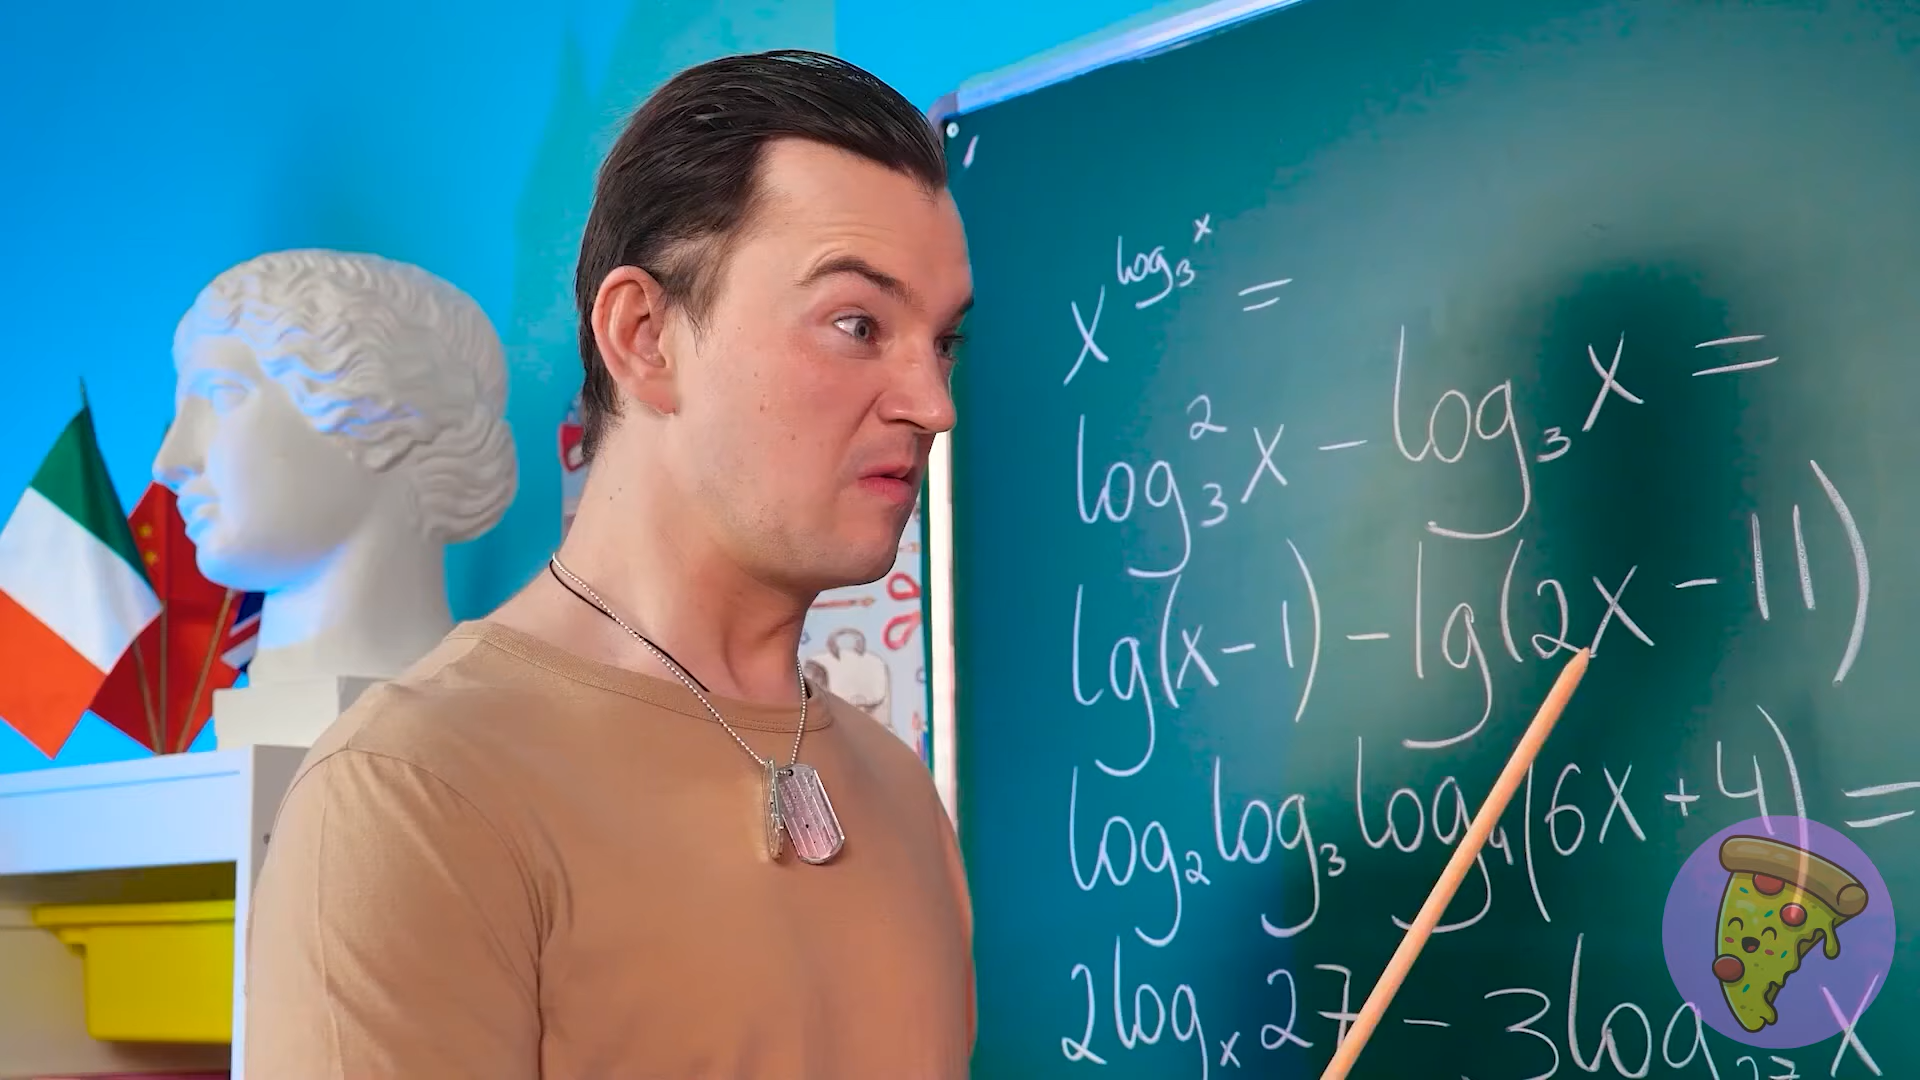 x^log₃x =
log₃²x - log₃x =
lg(x-1) - lg(2x-11)
log₂log₃log₄(6x+4) =
2logₓ27 - 3log₂₇x